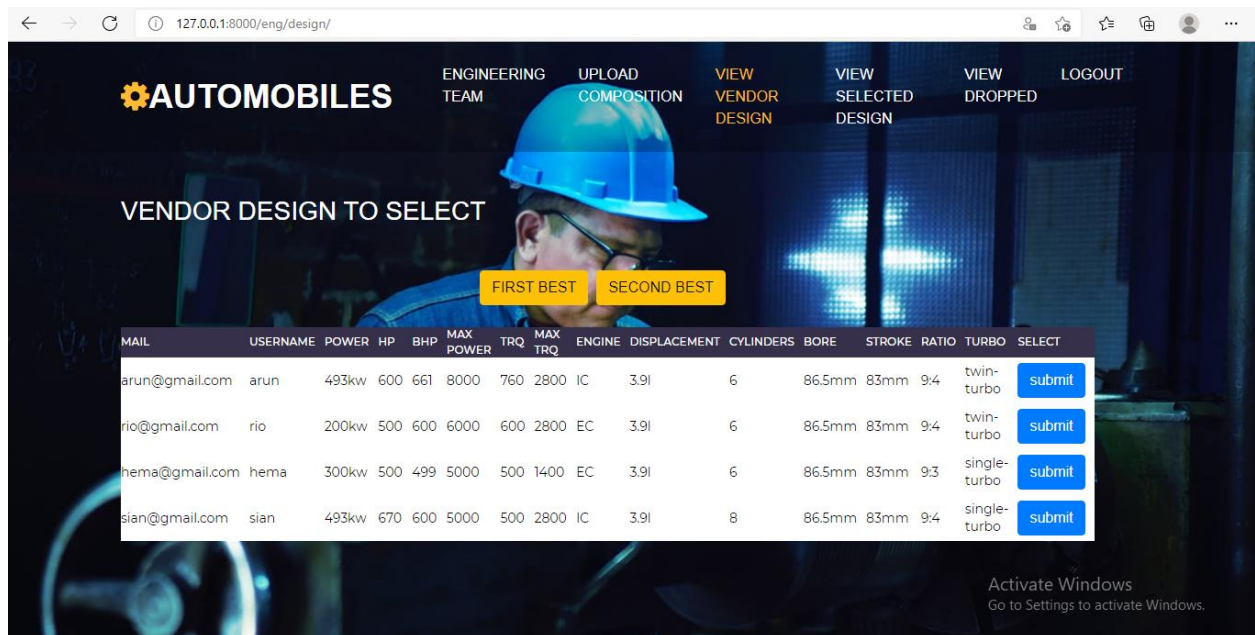 127.0.0.1:8000/eng/design/
AUTOMOBILES
ENGINEERING
TEAM
UPLOAD
COMPOSITION
VIEW
VENDOR
DESIGN
VIEW
SELECTED
DESIGN
VIEW
DROPPED
LOGOUT
VENDOR DESIGN TO SELECT
FIRST BEST SECOND BEST
MAIL USERNAME POWER HP BHP MAX POWER TRQ MAX TRQ ENGINE DISPLACEMENT CYLINDERS BORE STROKE RATIO TURBO SELECT
arun@gmail.com arun 493kw 600 661 8000 760 2800 IC 3.9l 6 86.5mm 83mm 9:4 twin-turbo submit
rio@gmail.com rio 200kw 500 600 6000 600 2800 EC 3.9l 6 86.5mm 83mm 9:4 twin-turbo submit
hema@gmail.com hema 300kw 500 499 5000 500 1400 EC 3.9l 6 86.5mm 83mm 9:3 single-turbo submit
sian@gmail.com sian 493kw 670 600 5000 500 2800 IC 3.9l 8 86.5mm 83mm 9:4 single-turbo submit
Activate Windows
Go to Settings to activate Windows.